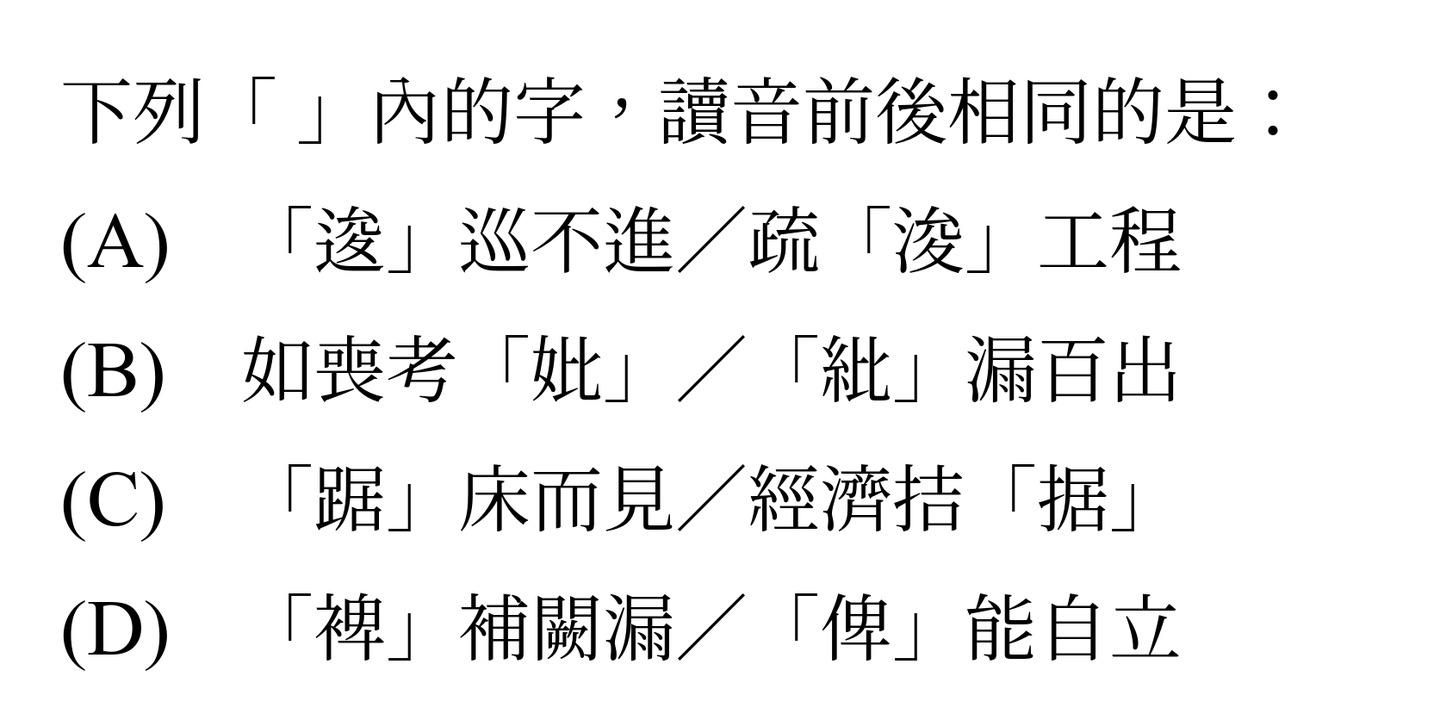 下列「 」內的字，讀音前後相同的是：
(A) 「逡」巡不進／疏「浚」工程
(B) 如喪考「妣」／「紕」漏百出
(C) 「踞」床而見／經濟拮「据」
(D) 「裨」補闕漏／「俾」能自立